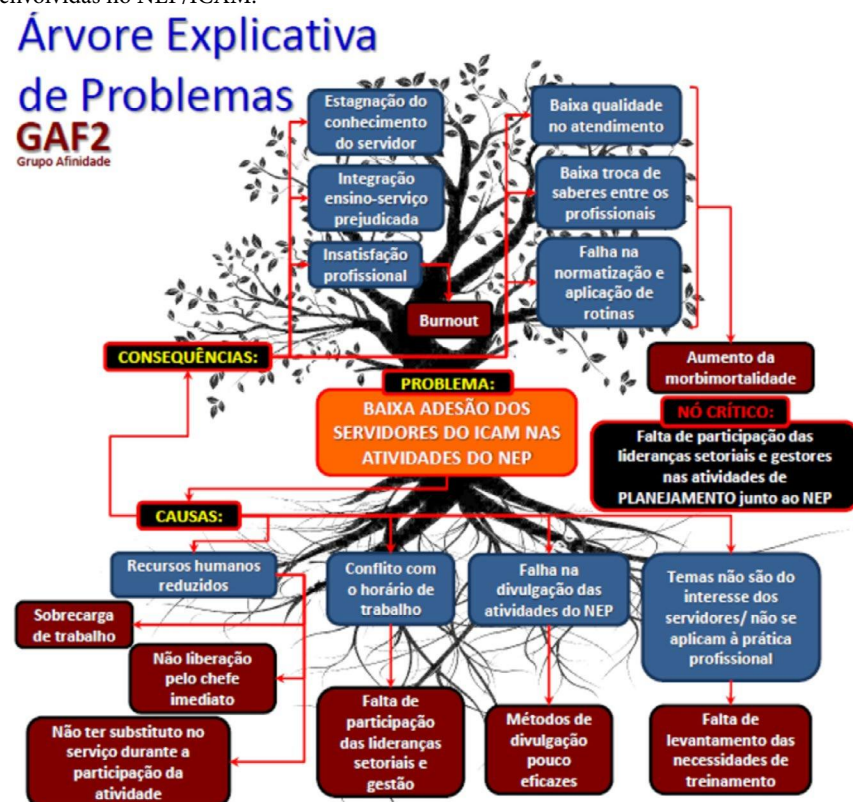 Árvore Explicativa
de Problemas
GAF2
Grupo Afinidade
Estagnação do
conhecimento
do servidor
Integração
ensino-serviço
prejudicada
Insatisfação
profissional
Burnout
Baixa qualidade
no atendimento
Baixa troca de
saberes entre os
profissionais
Falha na
normatização e
aplicação de
rotinas
Aumento da
morbimortalidade
CONSEQUÊNCIAS:
PROBLEMA:
BAIXA ADESÃO DOS
SERVIDORES DO ICAM NAS
ATIVIDADES DO NEP
NÓ CRÍTICO:
Falta de participação das
lideranças setoriais e gestores
nas atividades de
PLANEJAMENTO junto ao NEP
CAUSAS:
Recursos humanos
reduzidos
Sobrecarga
de trabalho
Não liberação
pelo chefe
imediato
Não ter substituto no
serviço durante a
participação da
atividade
Conflito com
o horário de
trabalho
Falta de
participação
das lideranças
setoriais e
gestão
Falha na
divulgação das
atividades do NEP
Métodos de
divulgação
pouco
eficazes
Temas não são do
interesse dos
servidores/ não se
aplicam à prática
profissional
Falta de
levantamento das
necessidades de
treinamento